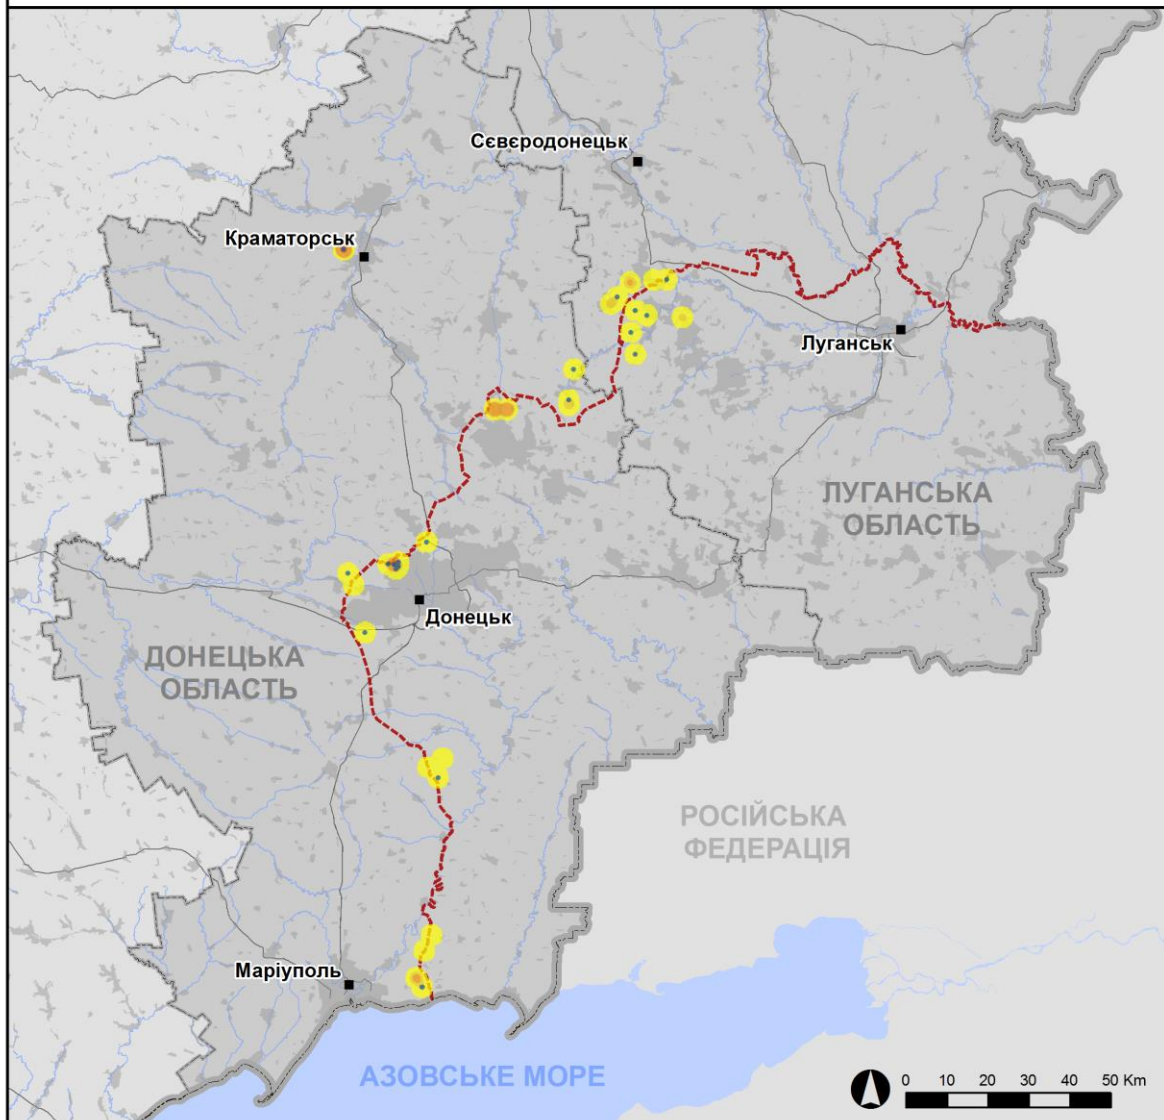 Сєвєродонецьк
Краматорськ
Луганськ
ЛУГАНСЬКА
ОБЛАСТЬ
Донецьк
ДОНЕЦЬКА
ОБЛАСТЬ
РОСІЙСЬКА
ФЕДЕРАЦІЯ
Маріуполь
АЗОВСЬКЕ МОРЕ
0 10 20 30 40 50 Km